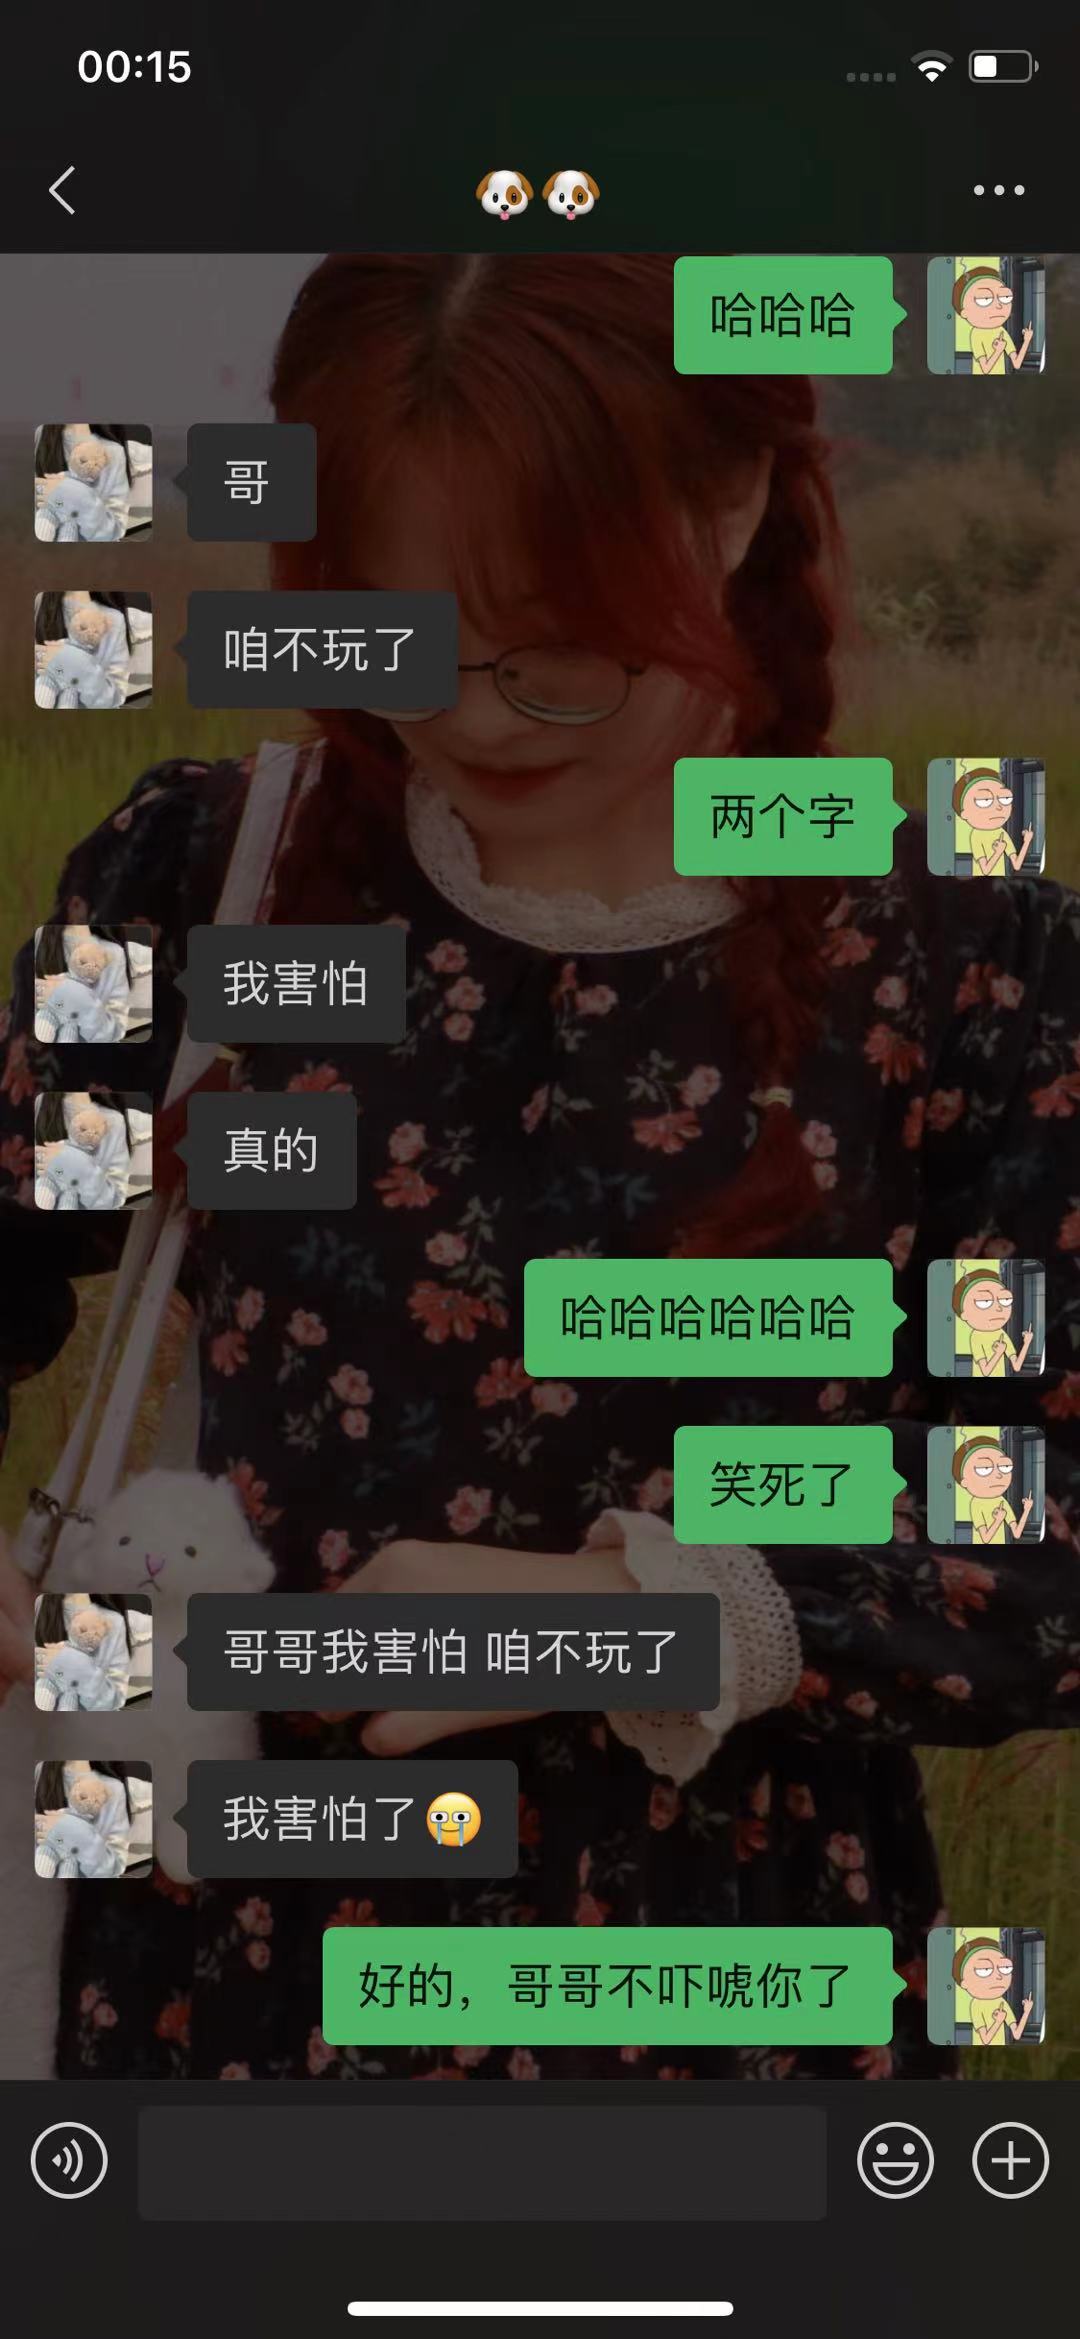 00:15
🐶🐶
哈哈哈
哥
咱不玩了
两个字
我害怕
真的
哈哈哈哈哈哈
笑死了
哥哥我害怕 咱不玩了
我害怕了😭
好的，哥哥不吓唬你了